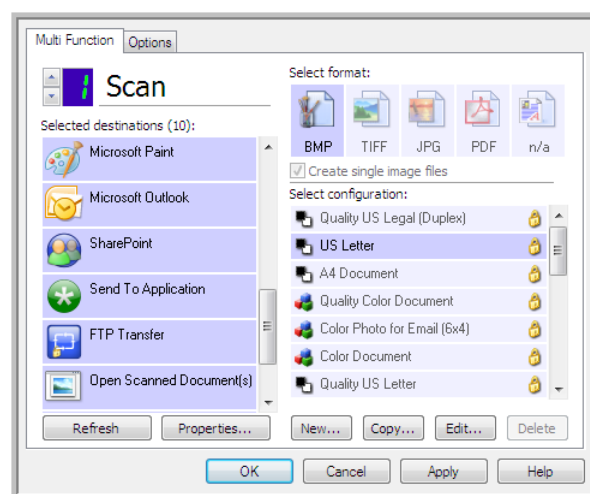 Multi Function
Options
1
Scan
Selected destinations (10):
Microsoft Paint
Microsoft Outlook
SharePoint
Send To Application
FTP Transfer
Open Scanned Document(s)
Refresh
Properties...
Select format:
BMP
TIFF
JPG
PDF
n/a
Create single image files
Select configuration:
Quality US Legal (Duplex)
US Letter
A4 Document
Quality Color Document
Color Photo for Email (6x4)
Color Document
Quality US Letter
New...
Copy...
Edit...
Delete
OK
Cancel
Apply
Help